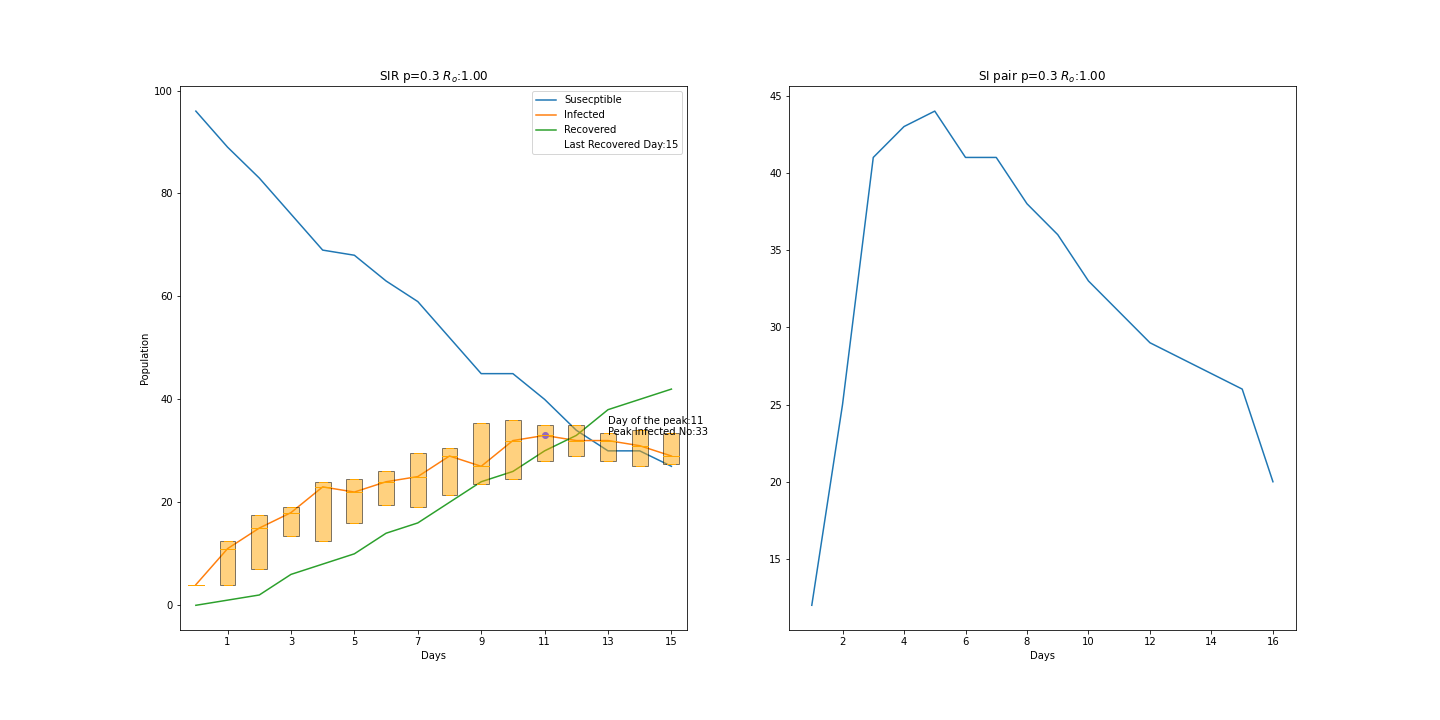 SIR p=0.3 Rₒ:1.00
100
80
60
40
20
0
Population
Susecptible
Infected
Recovered
Last Recovered Day:15
Day of the peak:11
Peak Infected No:33
1 3 5 7 9 11 13 15
Days
SI pair p=0.3 Rₒ:1.00
45
40
35
30
25
20
15
2 4 6 8 10 12 14 16
Days